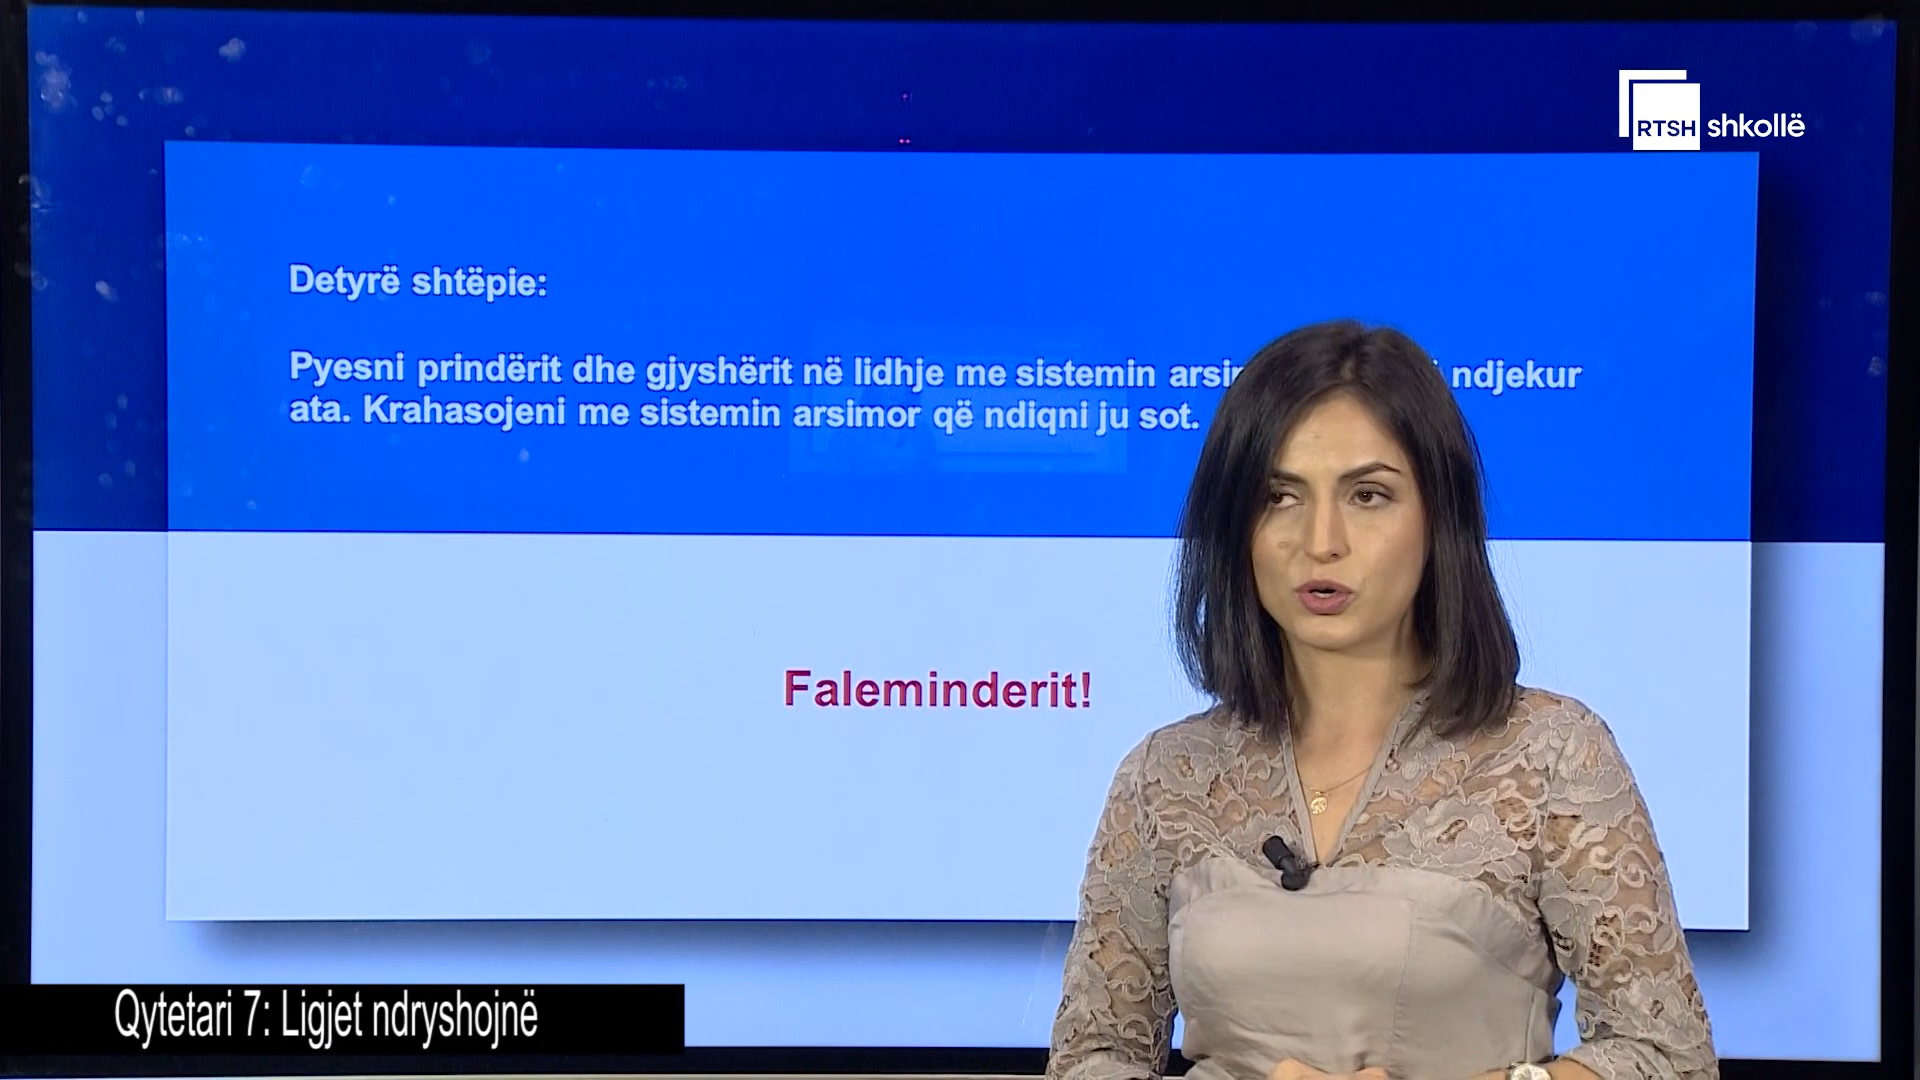 RTSH shkollë
Detyrë shtëpie:
Pyesni prindërit dhe gjyshërit në lidhje me sistemin ndjekur
ata. Krahasojeni me sistemin arsimor që ndiqni ju sot.
Faleminderit!
Qytetari 7: Ligjet ndryshojnë